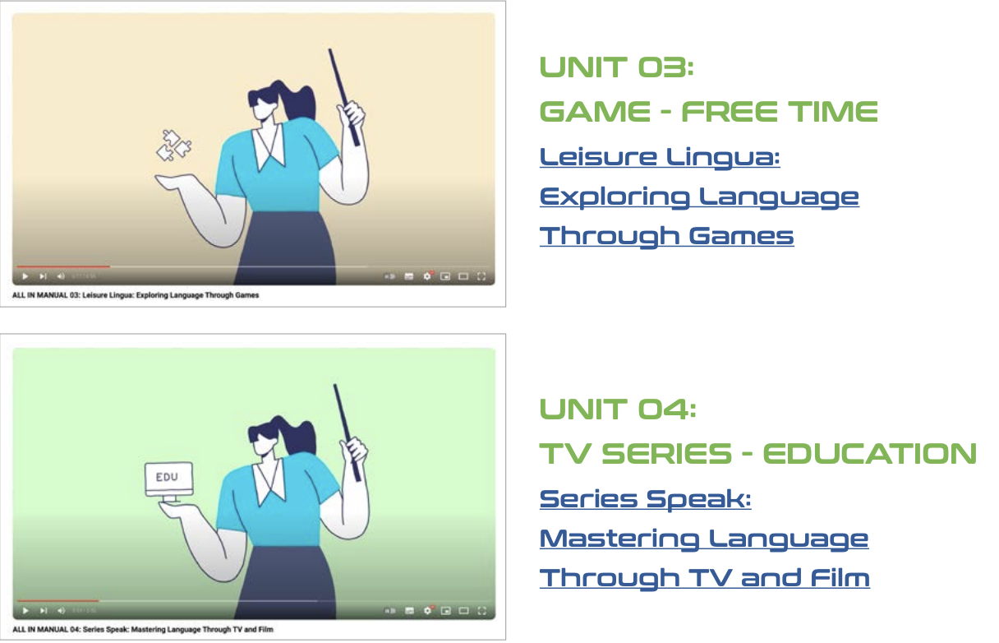 UNIT 03:
GAME - FREE TIME
Leisure Lingua:
Exploring Language
Through Games
ALL IN MANUAL 03: Leisure Lingua: Exploring Language Through Games
EDU
UNIT 04:
TV SERIES - EDUCATION
Series Speak:
Mastering Language
Through TV and Film
ALL IN MANUAL 04: Series Speak: Mastering Language Through TV and Film